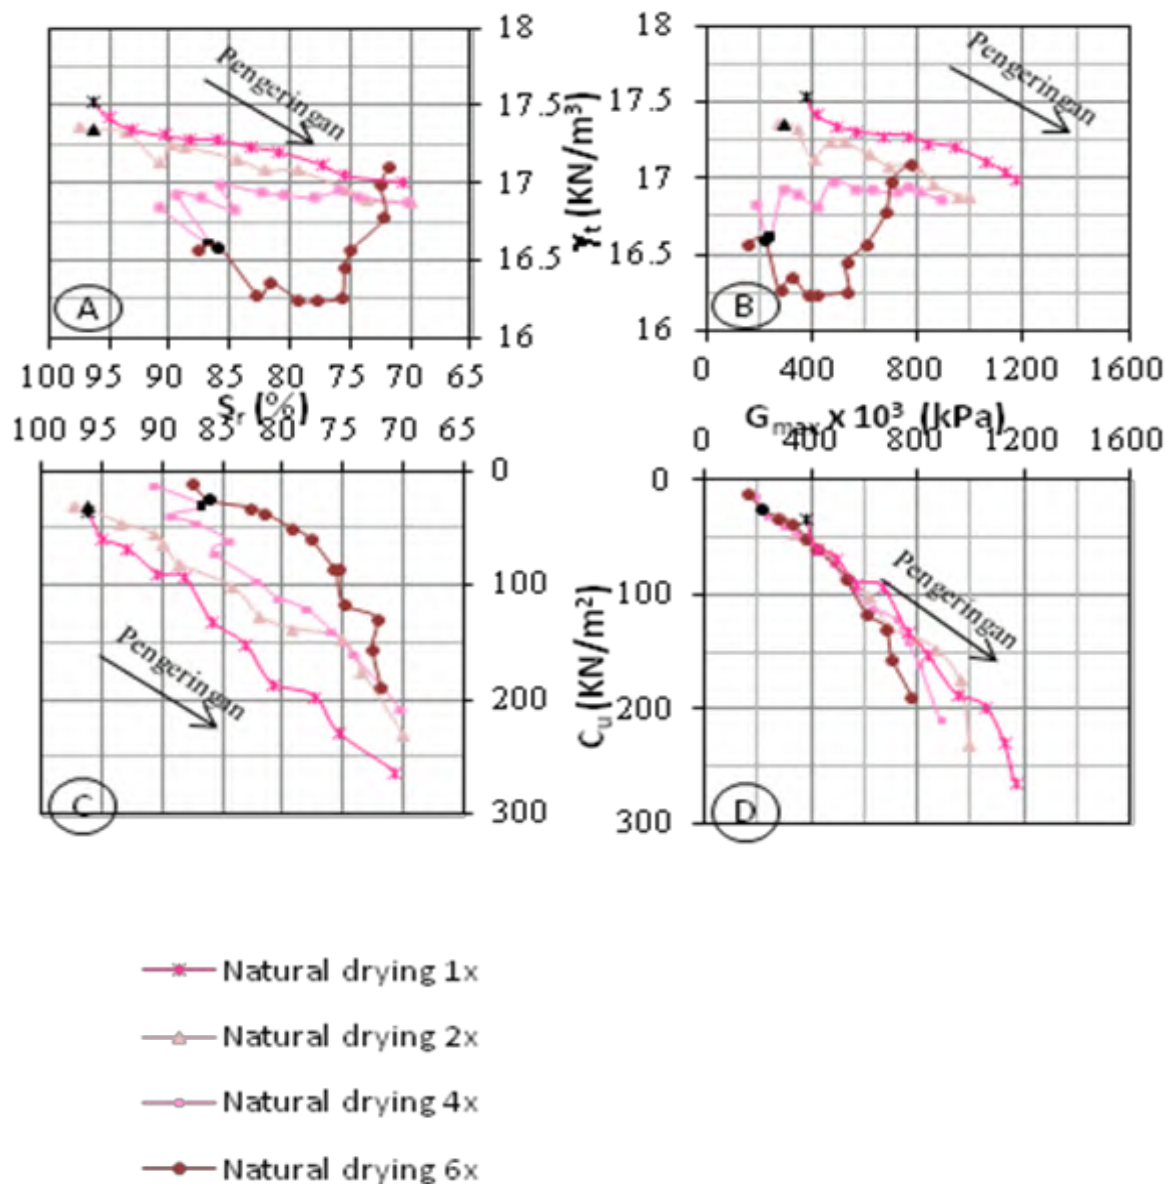 18
17.5
17
16.5
16
γt (KN/m³)
Pengeringan
A
100 95 90 85 80 75 70 65
Sr (%)
18
17.5
17
16.5
16
Pengeringan
B
0 400 800 1200 1600
Gmax x 10³ (kPa)
100 95 90 85 80 75 70 65
0
100
200
300
Cu (KN/m²)
Pengeringan
C
0 400 800 1200 1600
0
100
200
300
Pengeringan
D
Natural drying 1x
Natural drying 2x
Natural drying 4x
Natural drying 6x